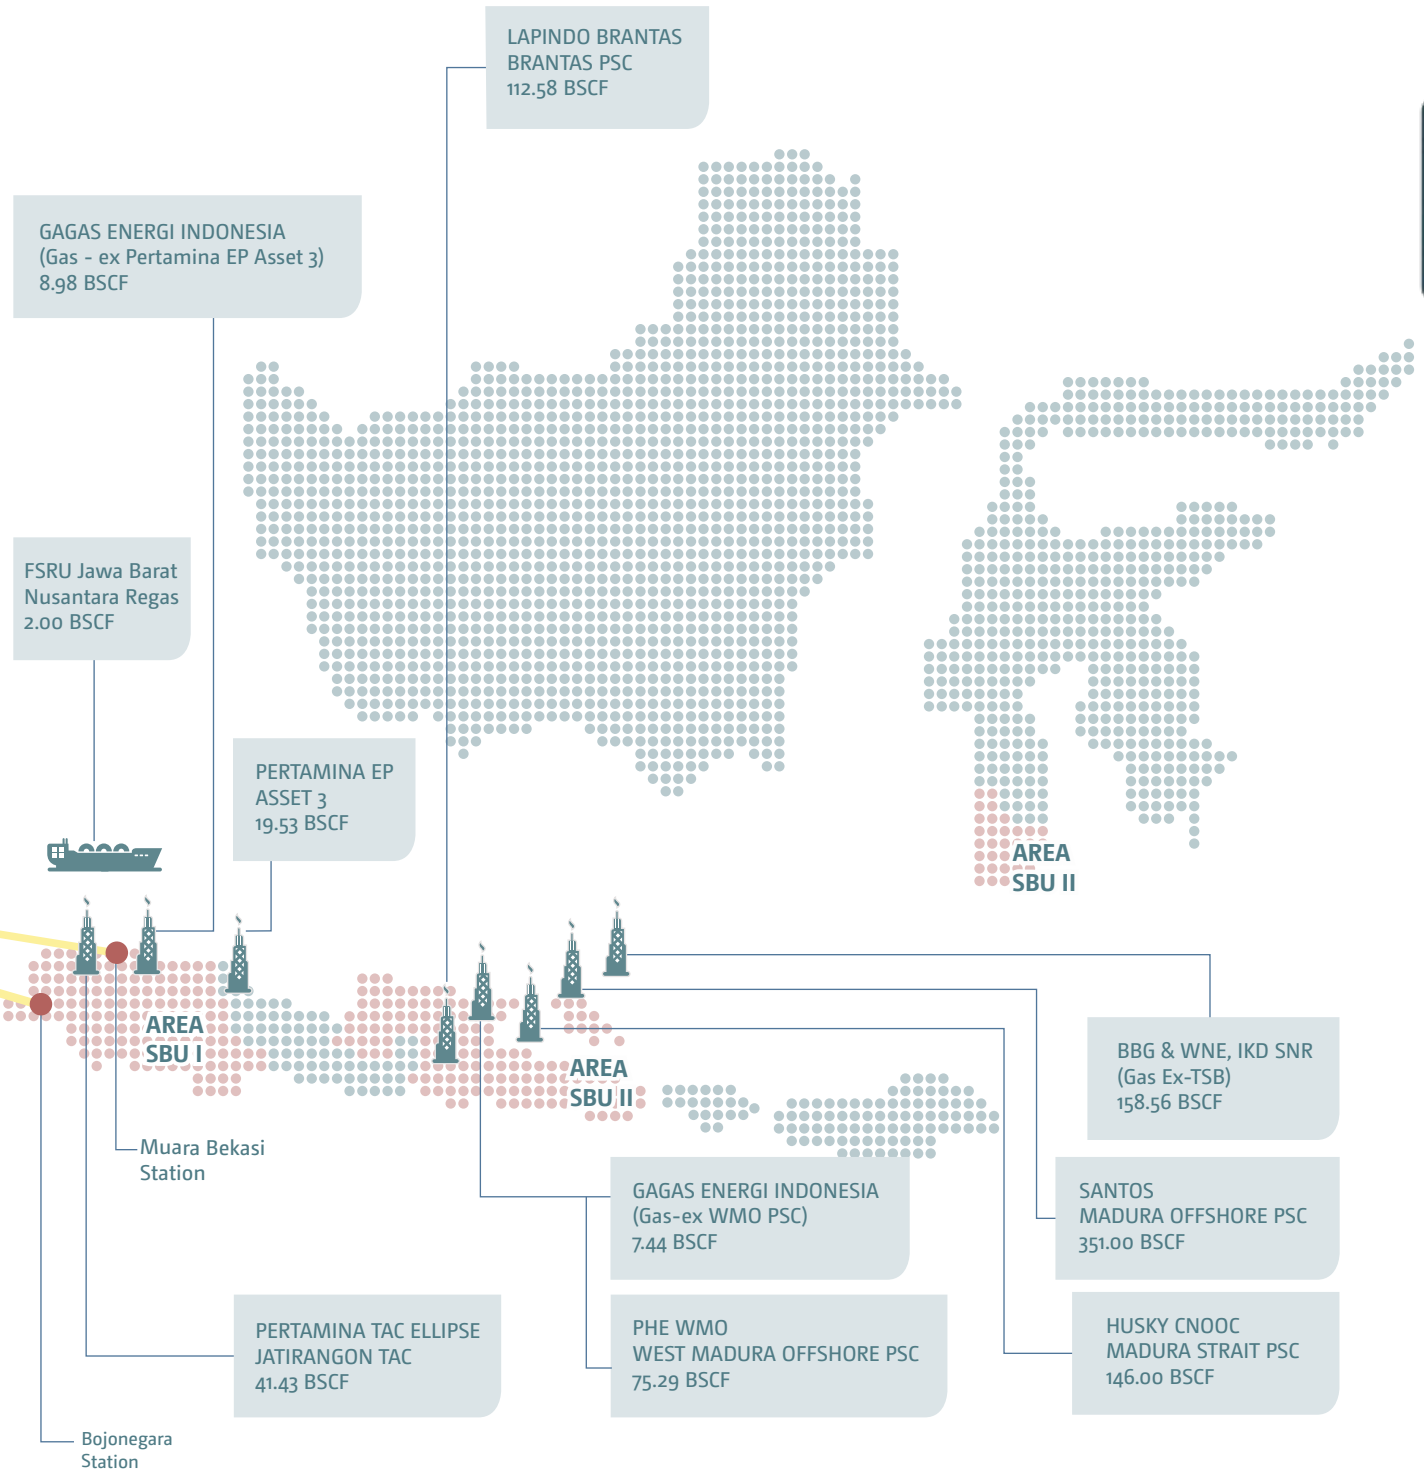 LAPINDO BRANTAS
BRANTAS PSC
112.58 BSCF
GAGAS ENERGI INDONESIA
(Gas - ex Pertamina EP Asset 3)
8.98 BSCF
FSRU Jawa Barat
Nusantara Regas
2.00 BSCF
PERTAMINA EP
ASSET 3
19.53 BSCF
AREA
SBU II
AREA
SBU I
AREA
SBU II
BBG & WNE, IKD SNR
(Gas Ex-TSB)
158.56 BSCF
Muara Bekasi
Station
GAGAS ENERGI INDONESIA
(Gas-ex WMO PSC)
7.44 BSCF
SANTOS
MADURA OFFSHORE PSC
351.00 BSCF
PERTAMINA TAC ELLIPSE
JATIRANGON TAC
41.43 BSCF
PHE WMO
WEST MADURA OFFSHORE PSC
75.29 BSCF
HUSKY CNOOC
MADURA STRAIT PSC
146.00 BSCF
Bojonegara
Station